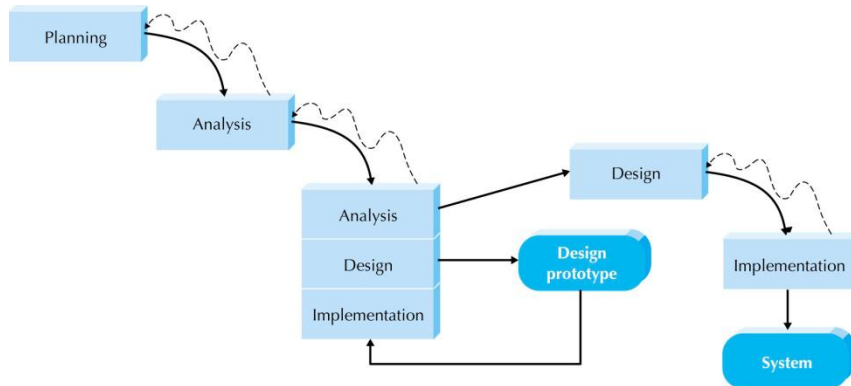 Planning
Analysis
Analysis
Design
Implementation
Design
prototype
Design
Implementation
System